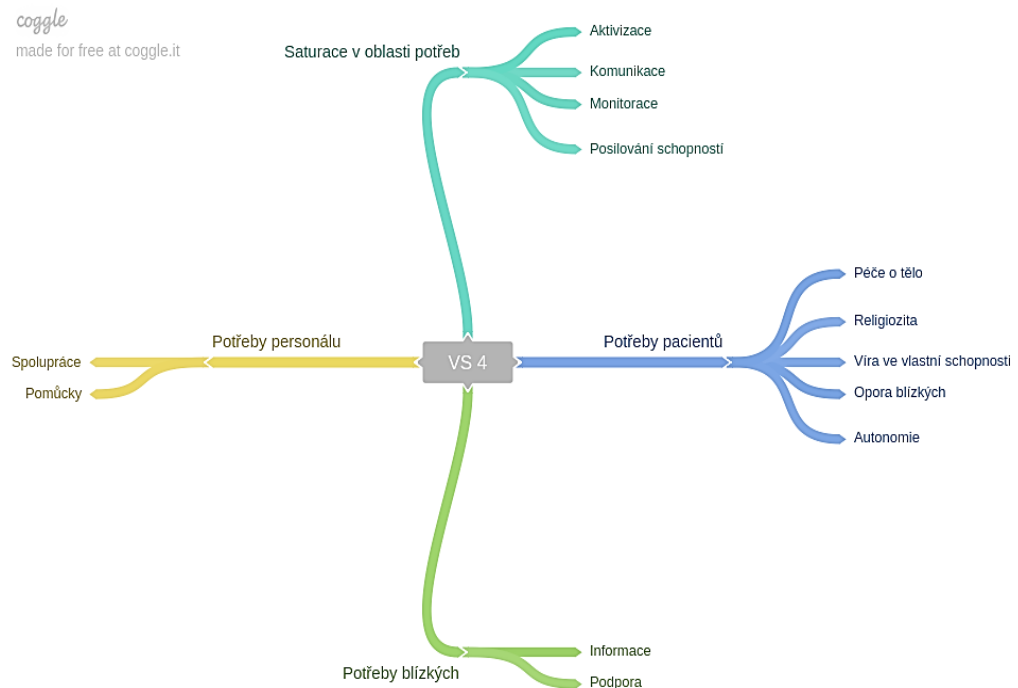 coggle
made for free at coggle.it
Saturace v oblasti potřeb
Aktivizace
Komunikace
Monitorace
Posilování schopností
Potřeby personálu
Spolupráce
Pomůcky
VS 4
Potřeby pacientů
Péče o tělo
Religiozita
Víra ve vlastní schopnosti
Opora blízkých
Autonomie
Potřeby blízkých
Informace
Podpora